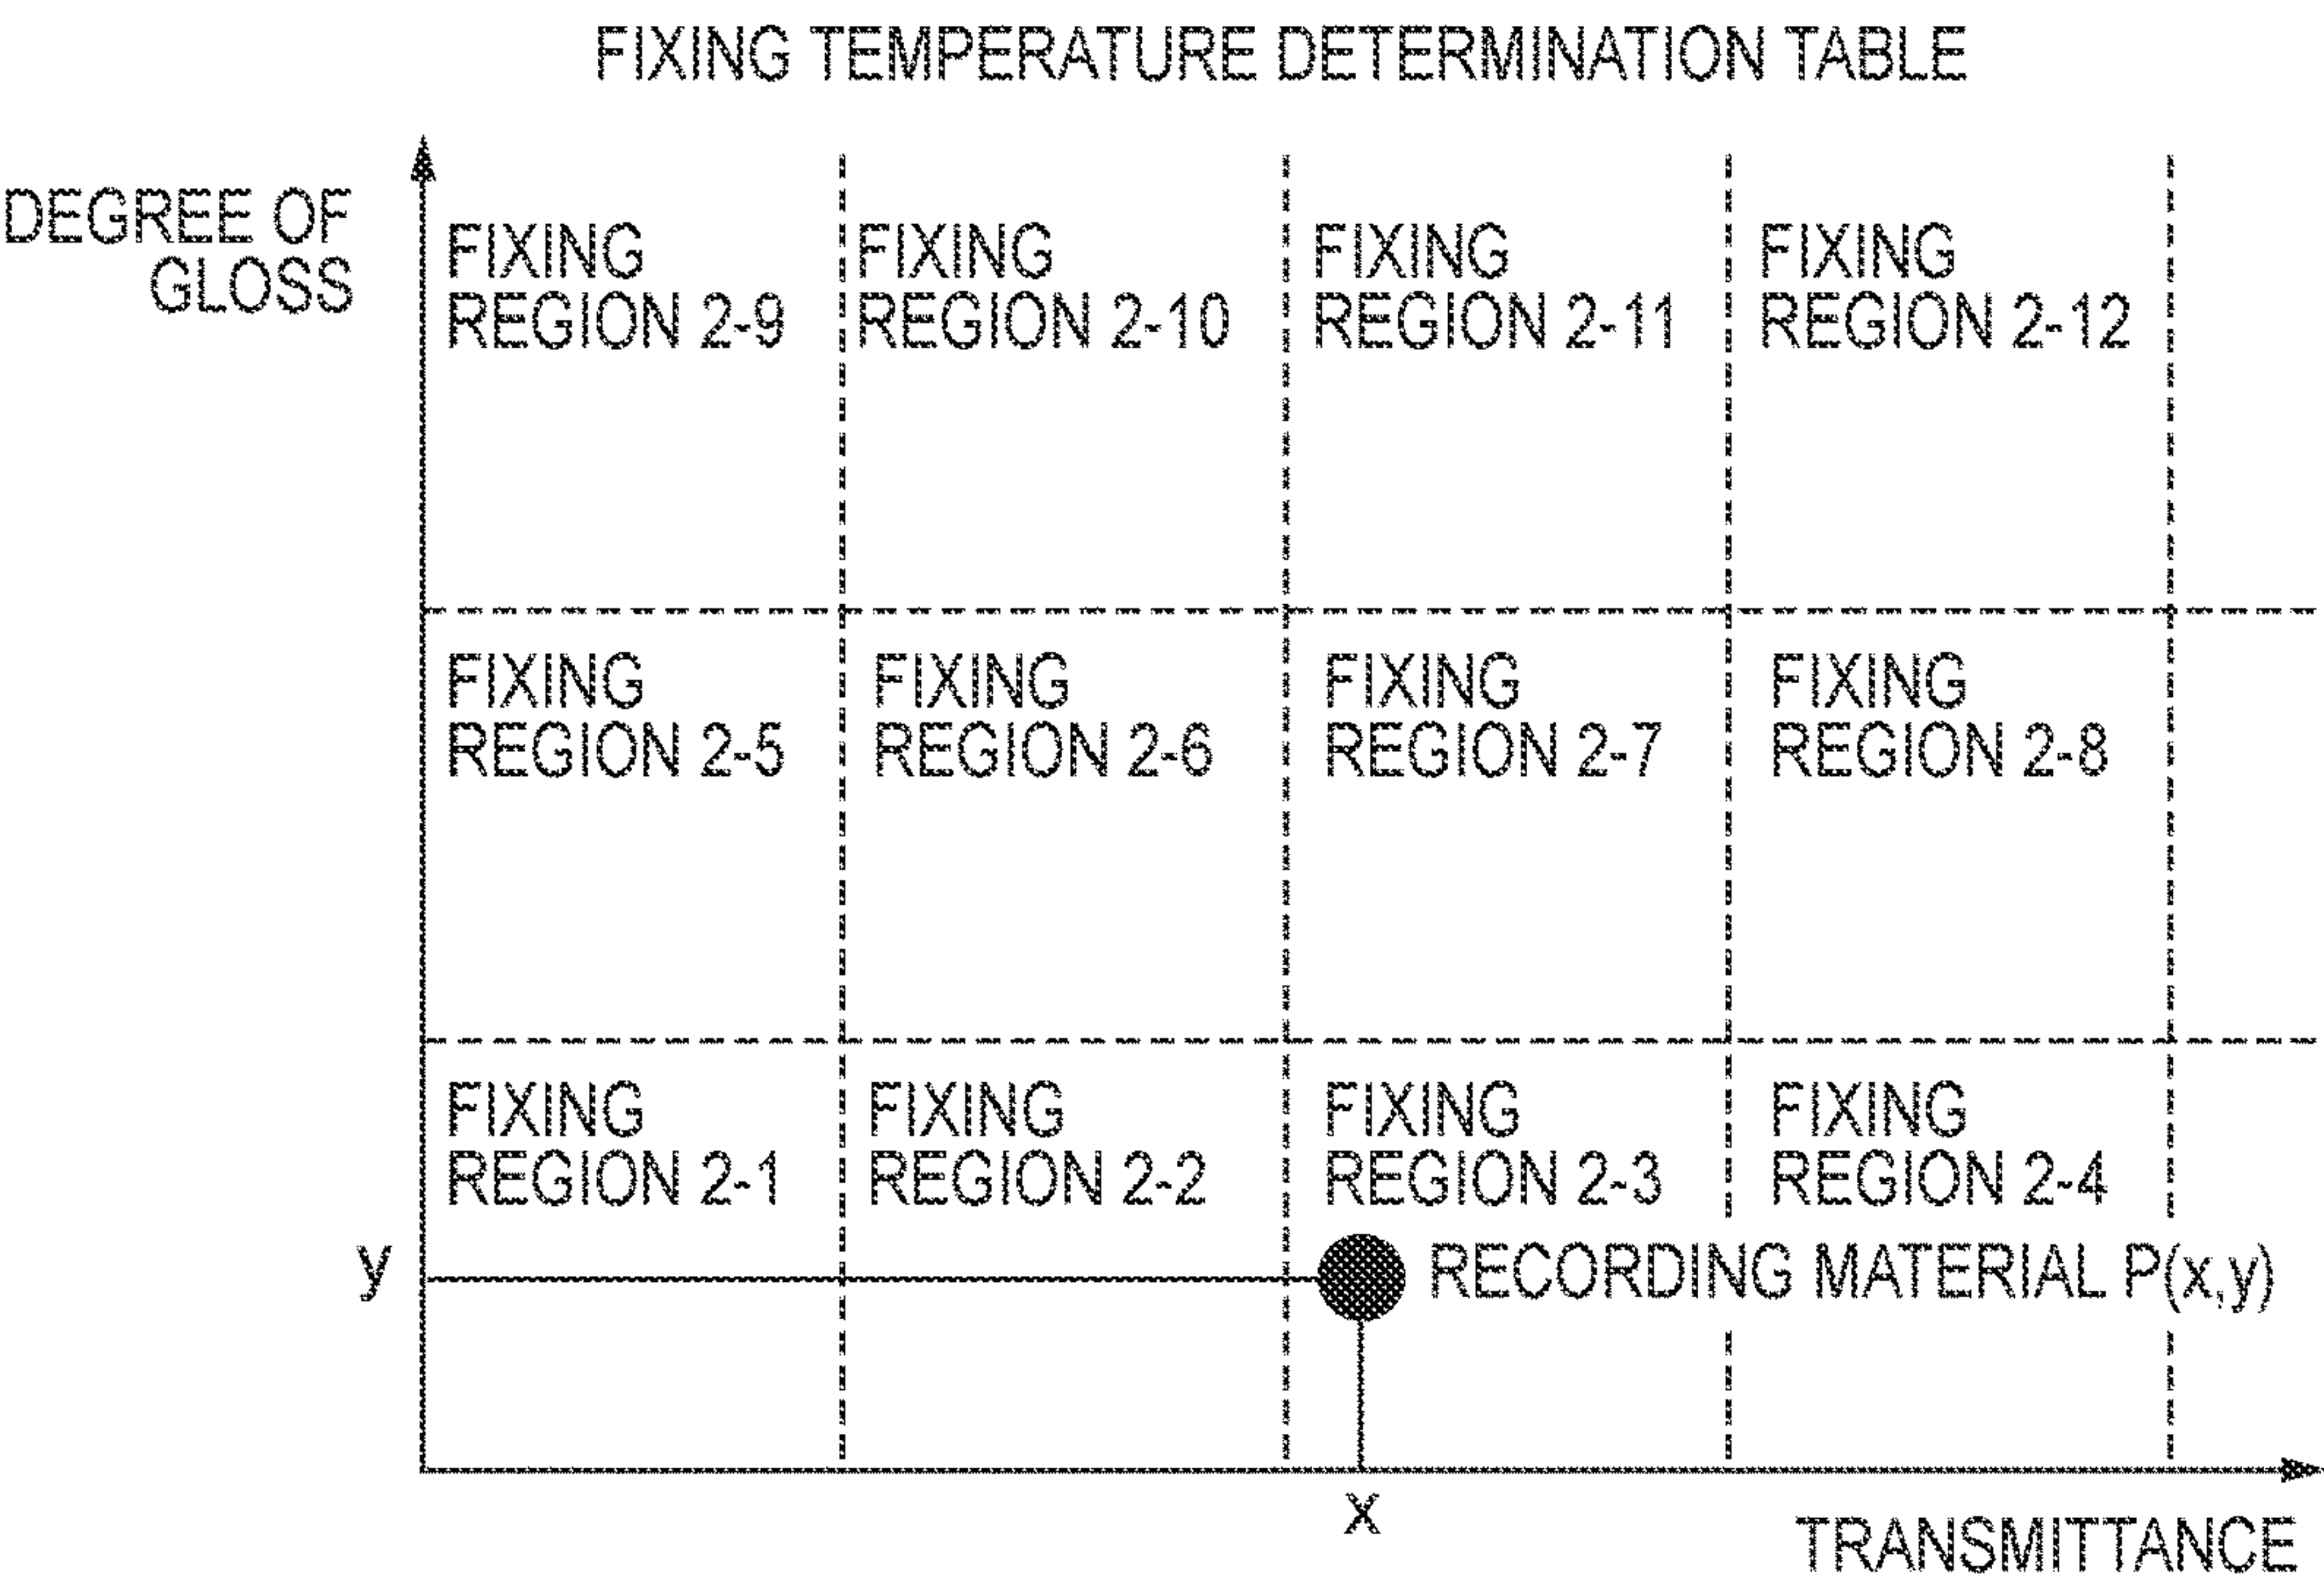 FIXING TEMPERATURE DETERMINATION TABLE
DEGREE OF
GLOSS
FIXING
REGION 2-9
FIXING
REGION 2-10
FIXING
REGION 2-11
FIXING
REGION 2-12
FIXING
REGION 2-5
FIXING
REGION 2-6
FIXING
REGION 2-7
FIXING
REGION 2-8
FIXING
REGION 2-1
FIXING
REGION 2-2
FIXING
REGION 2-3
FIXING
REGION 2-4
y
RECORDING MATERIAL P(x,y)
x
TRANSMITTANCE